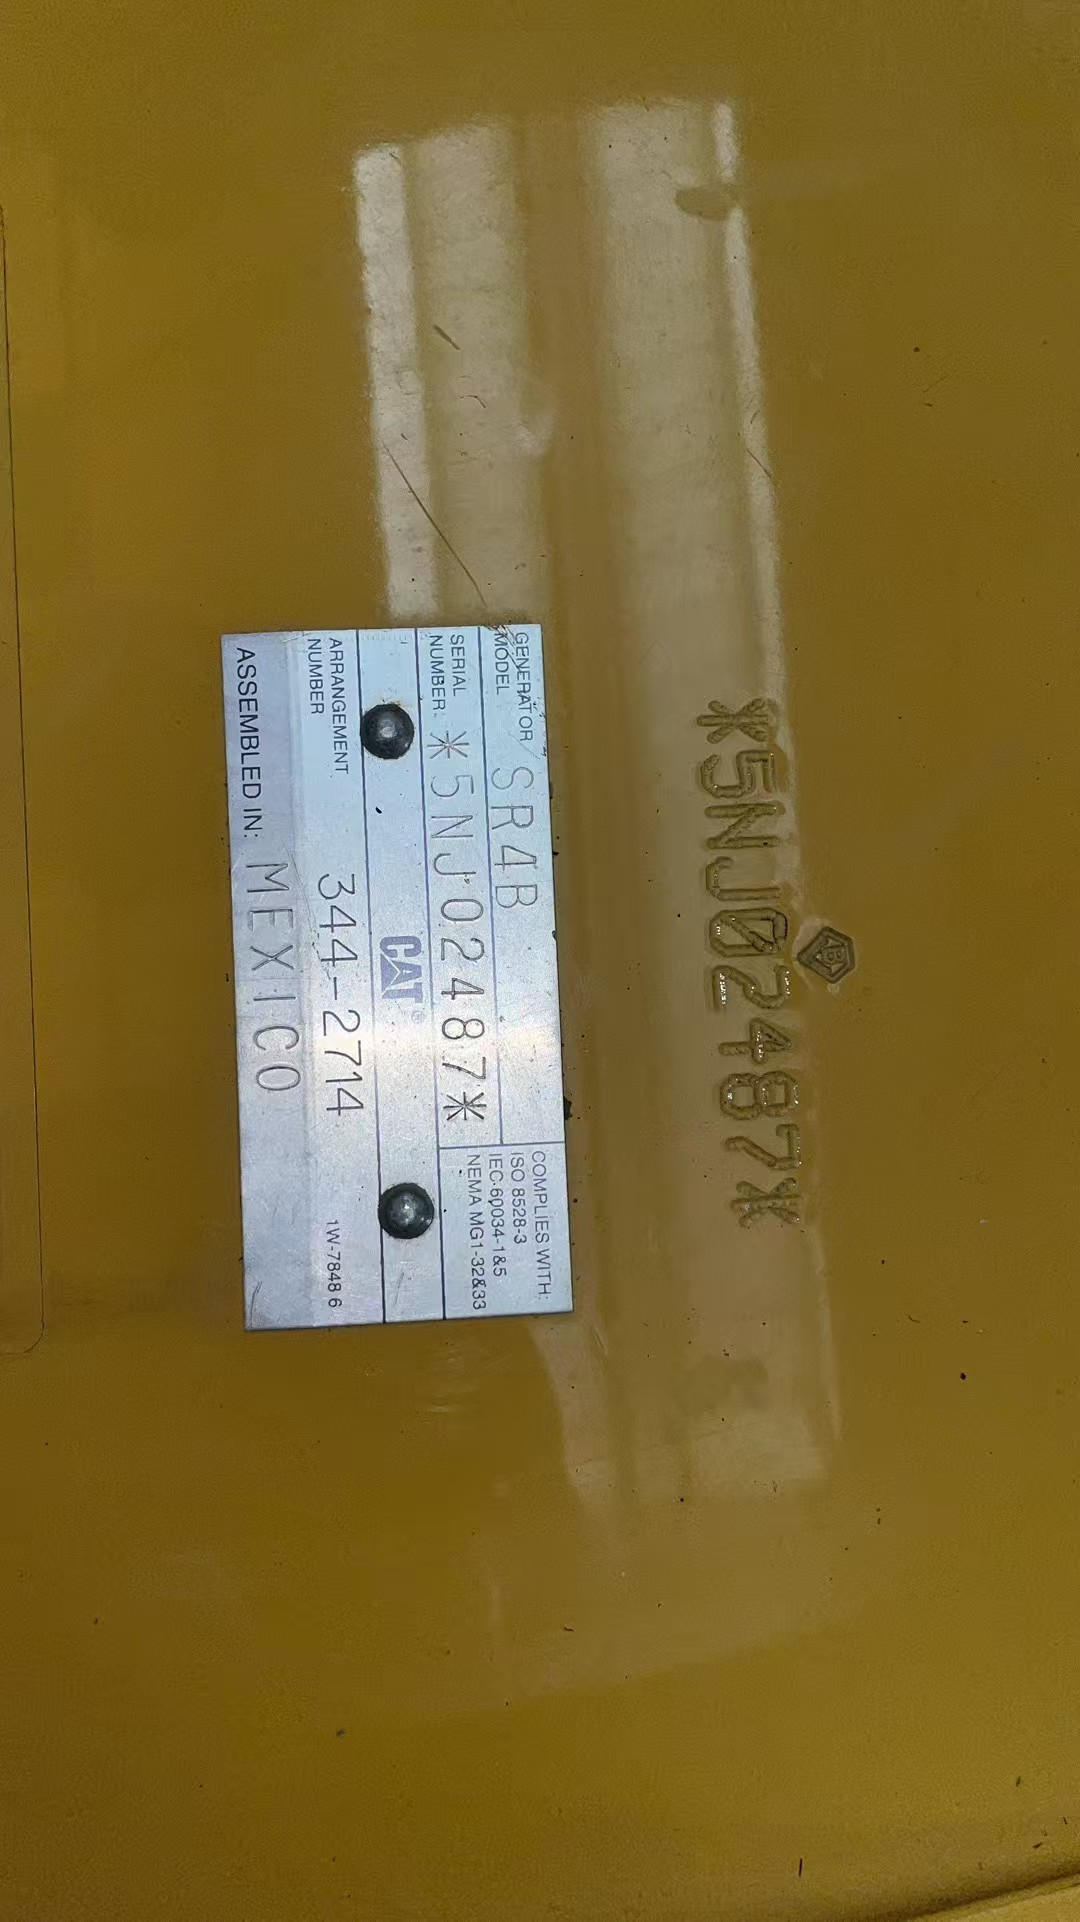 *5NJ02487*
GENERATOR MODEL SR4B
SERIAL NUMBER *5NJ02487*
COMPLIES WITH:
ISO 8528-3
IEC 60034-1&5
NEMA MG1-32&33
CAT
ARRANGEMENT NUMBER 344-2714
1W-7848 6
ASSEMBLED IN: MEXICO